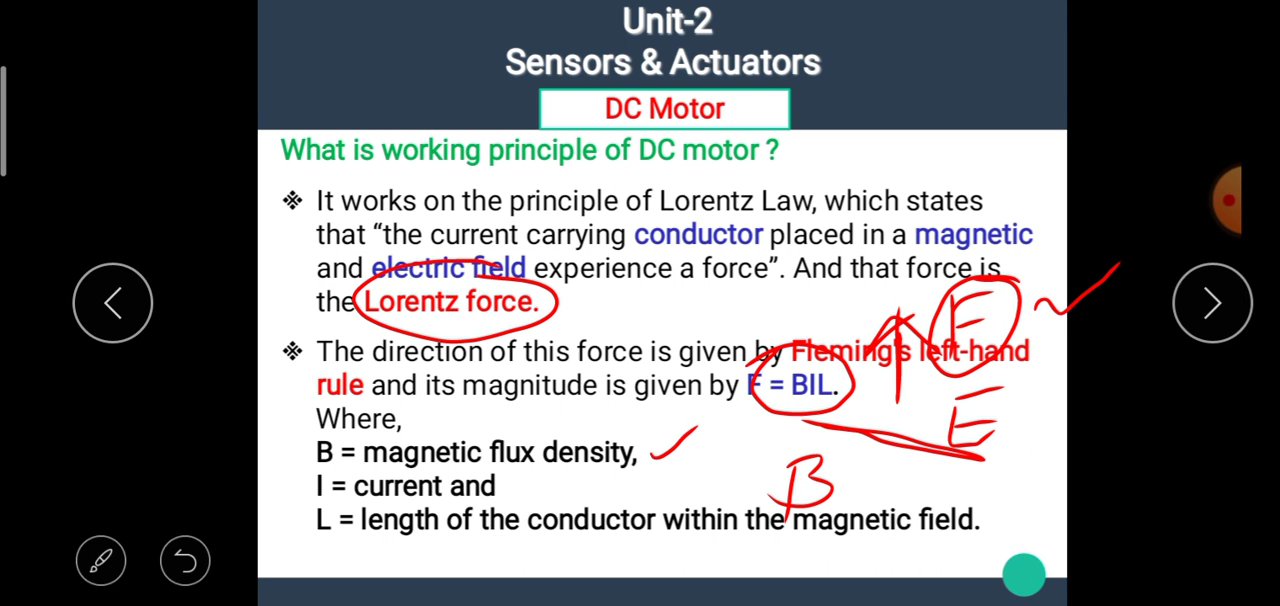 Unit-2
Sensors & Actuators
DC Motor
What is working principle of DC motor ?
❖ It works on the principle of Lorentz Law, which states
that “the current carrying conductor placed in a magnetic
and electric field experience a force”. And that force is
the Lorentz force.
❖ The direction of this force is given by Fleming's left-hand
rule and its magnitude is given by F = BIL.
Where,
B = magnetic flux density,
I = current and
L = length of the conductor within the magnetic field.
B